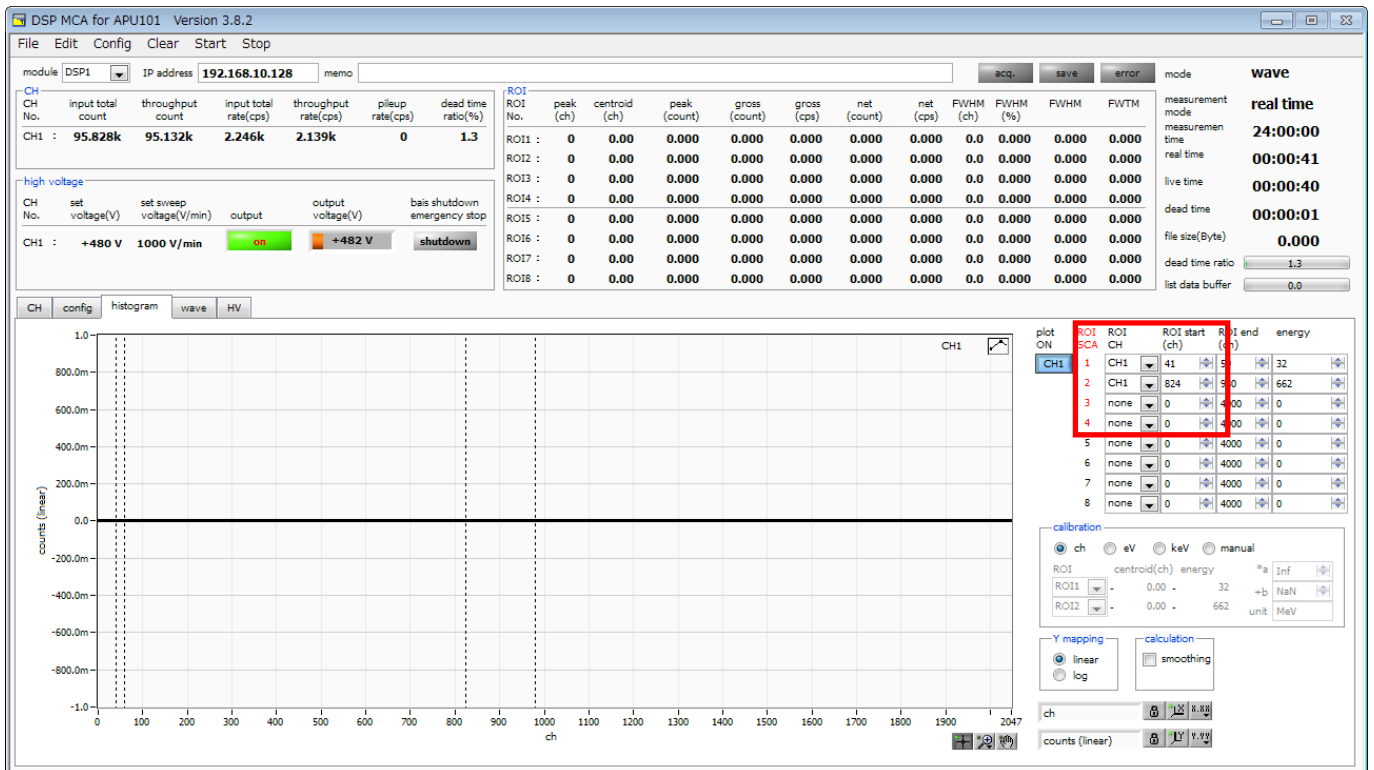 DSP MCA for APU101 Version 3.8.2
File Edit Config Clear Start Stop
module DSP1 IP address 192.168.10.128 memo acq. save error mode wave
CH
CH No. input total count throughput count input total rate(cps) throughput rate(cps) pileup rate(cps) dead time ratio(%)
CH1 : 95.828k 95.132k 2.246k 2.139k 0 1.3
high voltage
CH No. set voltage(V) set sweep voltage(V/min) output output voltage(V) bais shutdown emergency stop
CH1 : +480 V 1000 V/min on +482 V shutdown
ROI
ROI No. peak (ch) centroid (ch) peak (count) gross (count) gross (cps) net (count) net (cps) FWHM (ch) FWHM (%) FWHM FWTM
ROI1 : 0 0.00 0.000 0.000 0.000 0.000 0.000 0.0 0.000 0.000 0.000
ROI2 : 0 0.00 0.000 0.000 0.000 0.000 0.000 0.0 0.000 0.000 0.000
ROI3 : 0 0.00 0.000 0.000 0.000 0.000 0.000 0.0 0.000 0.000 0.000
ROI4 : 0 0.00 0.000 0.000 0.000 0.000 0.000 0.0 0.000 0.000 0.000
ROI5 : 0 0.00 0.000 0.000 0.000 0.000 0.000 0.0 0.000 0.000 0.000
ROI6 : 0 0.00 0.000 0.000 0.000 0.000 0.000 0.0 0.000 0.000 0.000
ROI7 : 0 0.00 0.000 0.000 0.000 0.000 0.000 0.0 0.000 0.000 0.000
ROI8 : 0 0.00 0.000 0.000 0.000 0.000 0.000 0.0 0.000 0.000 0.000
measurement mode real time
measuremen time 24:00:00
real time 00:00:41
live time 00:00:40
dead time 00:00:01
file size(Byte) 0.000
dead time ratio 1.3
list data buffer 0.0
CH config histogram wave HV
CH1
counts (linear)
1.0
800.0m
600.0m
400.0m
200.0m
0.0
-200.0m
-400.0m
-600.0m
-800.0m
-1.0
0 100 200 300 400 500 600 700 800 900 1000 1100 1200 1300 1400 1500 1600 1700 1800 1900 2047
ch
plot ON ROI SCA ROI CH ROI start (ch) ROI end (ch) energy
CH1 1 CH1 41 32
2 CH1 824 662
3 none 0 4000 0
4 none 0 4000 0
5 none 0 4000 0
6 none 0 4000 0
7 none 0 4000 0
8 none 0 4000 0
calibration
ch eV keV manual
ROI centroid(ch) energy *a Inf
ROI1 - 0.00 - 32 +b NaN
ROI2 - 0.00 - 662 unit MeV
Y mapping
linear
log
calculation
smoothing
ch X X.XX
counts (linear) Y Y.YY